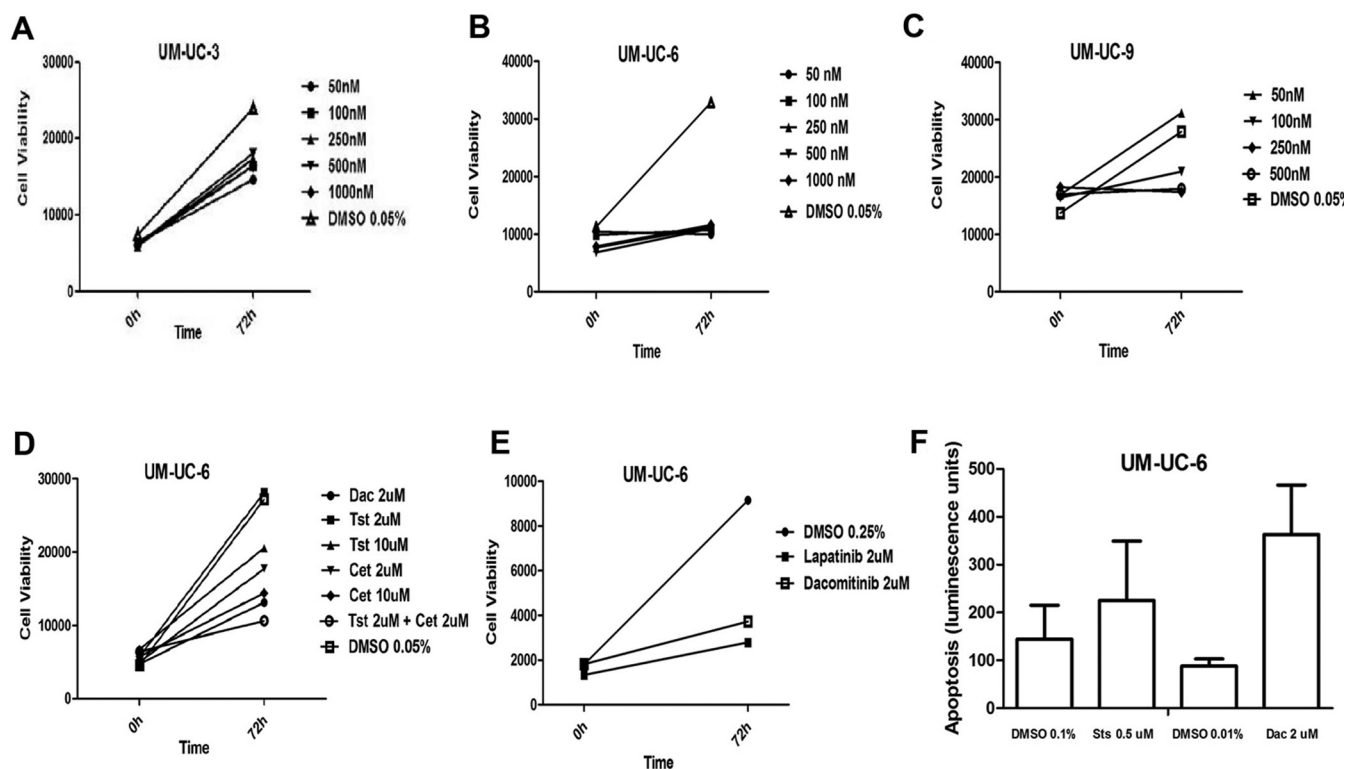 A
UM-UC-3
Cell Viability
30000
20000
10000
0
0h
72h
Time
50nM
100nM
250nM
500nM
1000nM
DMSO 0.05%
B
UM-UC-6
Cell Viability
40000
30000
20000
10000
0
0h
72h
Time
50 nM
100 nM
250 nM
500 nM
1000 nM
DMSO 0.05%
C
UM-UC-9
Cell Viability
40000
30000
20000
10000
0
0h
72h
Time
50nM
100nM
250nM
500nM
DMSO 0.05%
D
UM-UC-6
Cell Viability
30000
20000
10000
0
0h
72h
Time
Dac 2uM
Tst 2uM
Tst 10uM
Cet 2uM
Cet 10uM
Tst 2uM + Cet 2uM
DMSO 0.05%
E
UM-UC-6
Cell Viability
10000
8000
6000
4000
2000
0
0h
72h
Time
DMSO 0.25%
Lapatinib 2uM
Dacomitinib 2uM
F
UM-UC-6
Apoptosis (luminescence units)
500
400
300
200
100
0
DMSO 0.1%
Sts 0.5 uM
DMSO 0.01%
Dac 2 uM